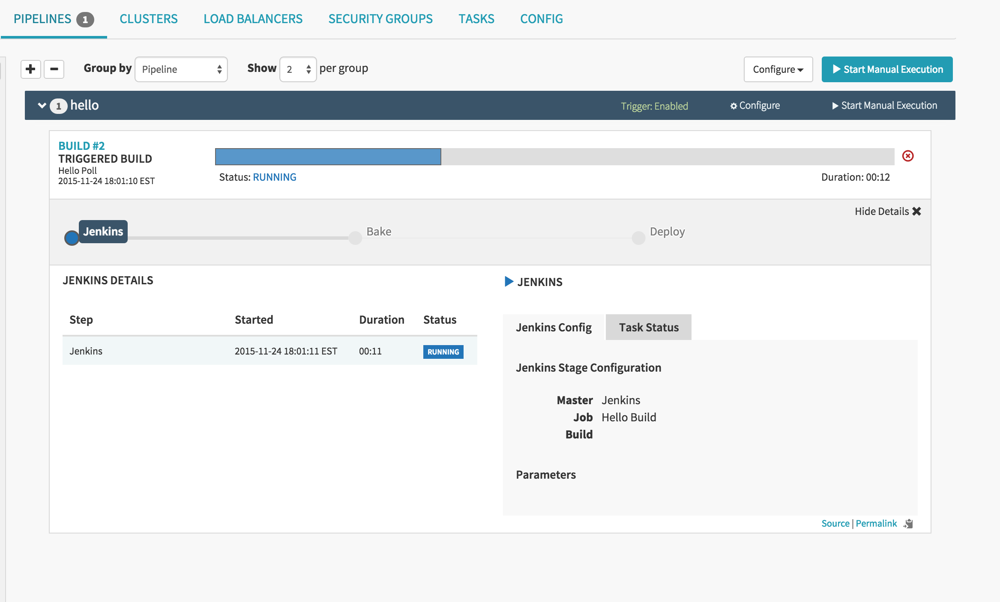 PIPELINES 1 CLUSTERS LOAD BALANCERS SECURITY GROUPS TASKS CONFIG
Group by Pipeline Show 2 per group Configure Start Manual Execution
1 hello Trigger: Enabled Configure Start Manual Execution
BUILD #2
TRIGGERED BUILD
Hello Poll
2015-11-24 18:01:10 EST
Status: RUNNING Duration: 00:12
Hide Details
Jenkins Bake Deploy
JENKINS DETAILS
Step Started Duration Status
Jenkins 2015-11-24 18:01:11 EST 00:11 RUNNING
JENKINS
Jenkins Config Task Status
Jenkins Stage Configuration
Master Jenkins
Job Hello Build
Build
Parameters
Source | Permalink